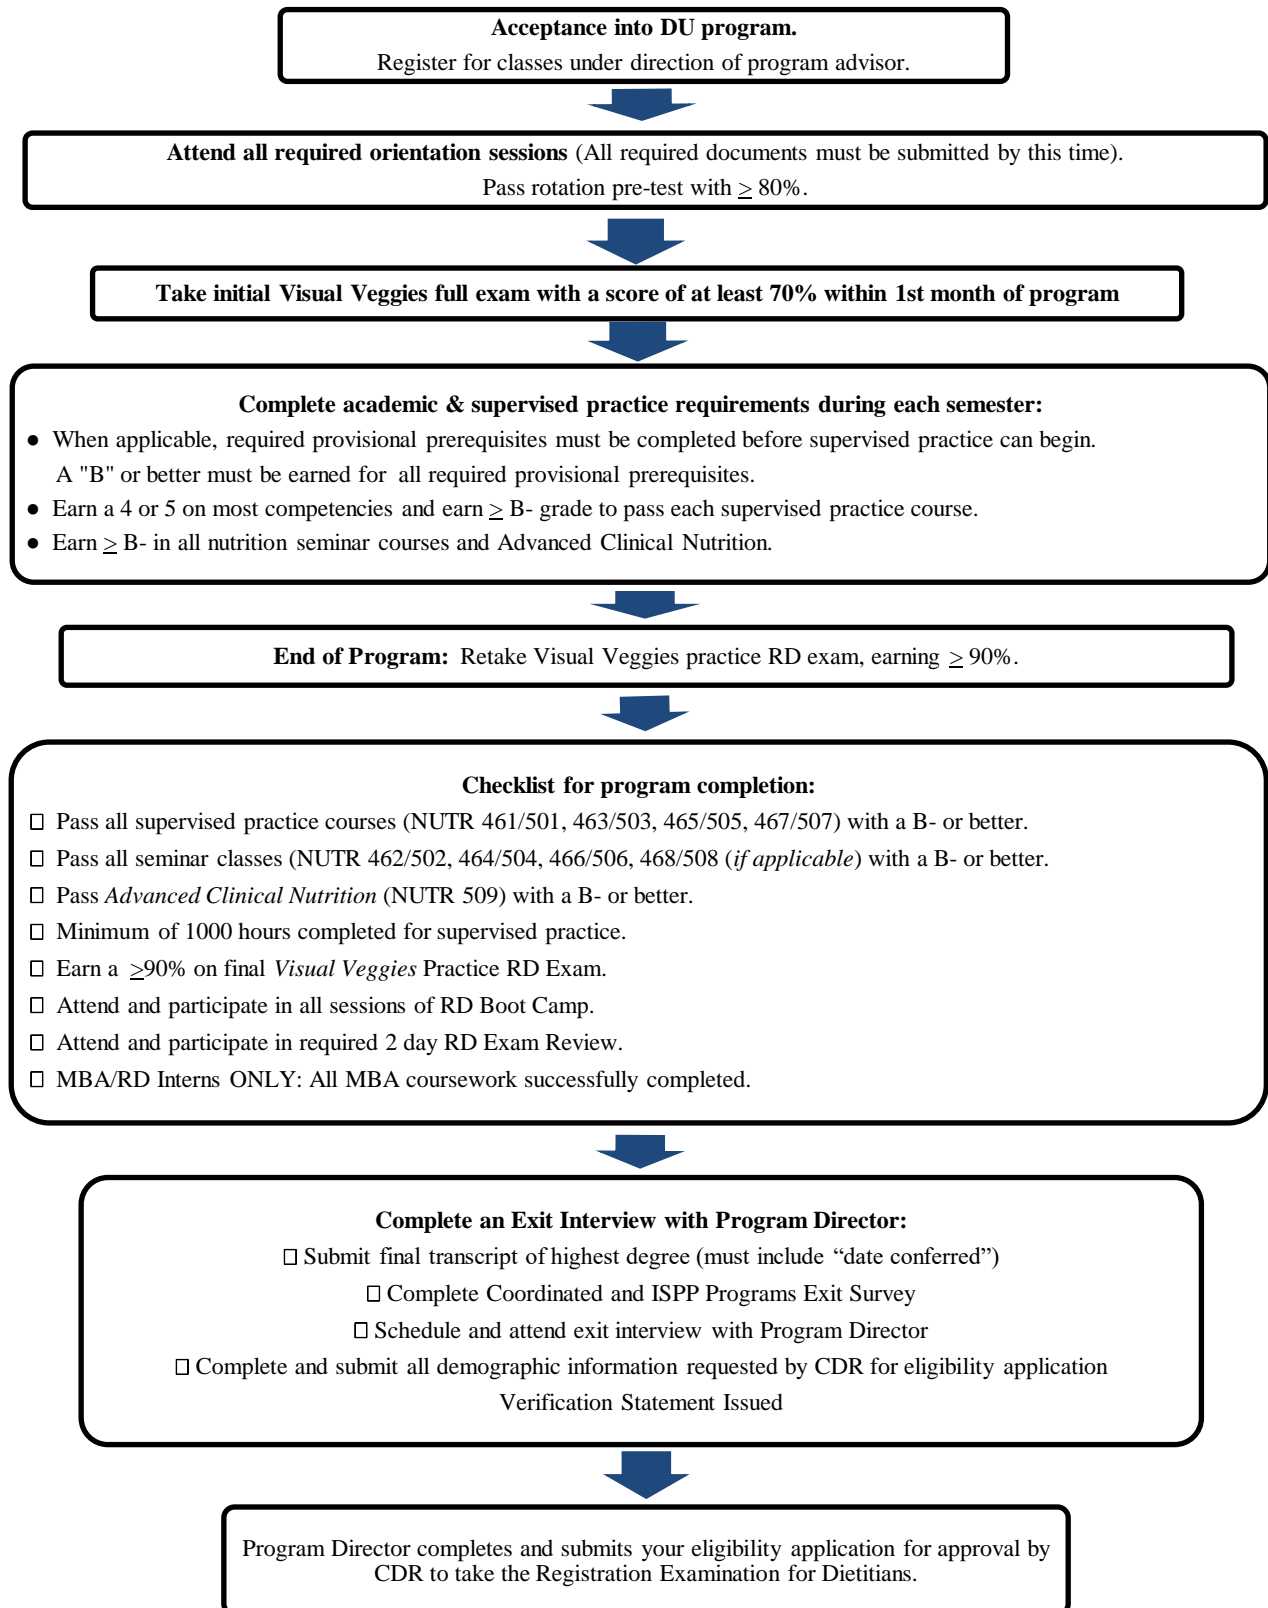 Acceptance into DU program.
Register for classes under direction of program advisor.
Attend all required orientation sessions (All required documents must be submitted by this time).
Pass rotation pre-test with ≥ 80%.
Take initial Visual Veggies full exam with a score of at least 70% within 1st month of program
Complete academic & supervised practice requirements during each semester:
● When applicable, required provisional prerequisites must be completed before supervised practice can begin.
A "B" or better must be earned for all required provisional prerequisites.
● Earn a 4 or 5 on most competencies and earn ≥ B- grade to pass each supervised practice course.
● Earn ≥ B- in all nutrition seminar courses and Advanced Clinical Nutrition.
End of Program: Retake Visual Veggies practice RD exam, earning ≥ 90%.
Checklist for program completion:
☐ Pass all supervised practice courses (NUTR 461/501, 463/503, 465/505, 467/507) with a B- or better.
☐ Pass all seminar classes (NUTR 462/502, 464/504, 466/506, 468/508 (if applicable) with a B- or better.
☐ Pass Advanced Clinical Nutrition (NUTR 509) with a B- or better.
☐ Minimum of 1000 hours completed for supervised practice.
☐ Earn a ≥90% on final Visual Veggies Practice RD Exam.
☐ Attend and participate in all sessions of RD Boot Camp.
☐ Attend and participate in required 2 day RD Exam Review.
☐ MBA/RD Interns ONLY: All MBA coursework successfully completed.
Complete an Exit Interview with Program Director:
☐ Submit final transcript of highest degree (must include “date conferred”)
☐ Complete Coordinated and ISPP Programs Exit Survey
☐ Schedule and attend exit interview with Program Director
☐ Complete and submit all demographic information requested by CDR for eligibility application
Verification Statement Issued
Program Director completes and submits your eligibility application for approval by
CDR to take the Registration Examination for Dietitians.